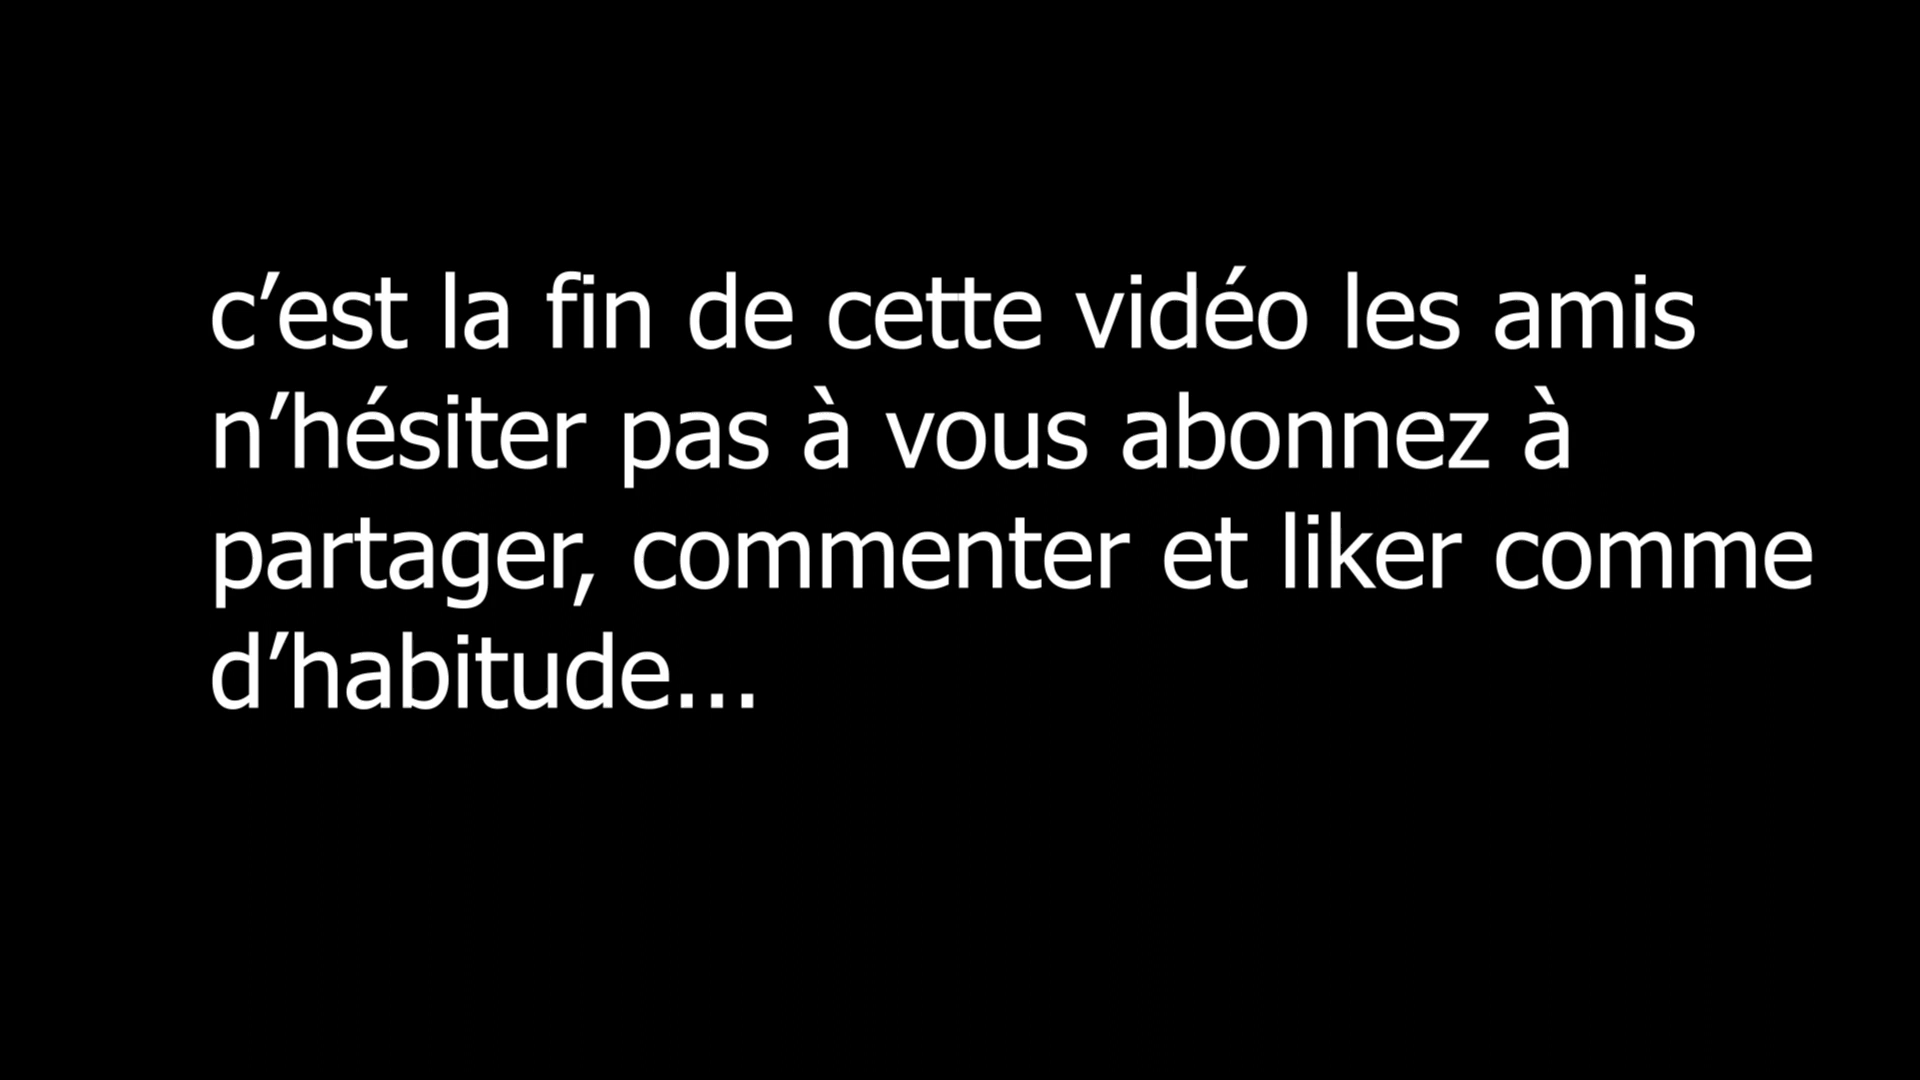 c’est la fin de cette vidéo les amis
n’hésiter pas à vous abonnez à
partager, commenter et liker comme
d’habitude...